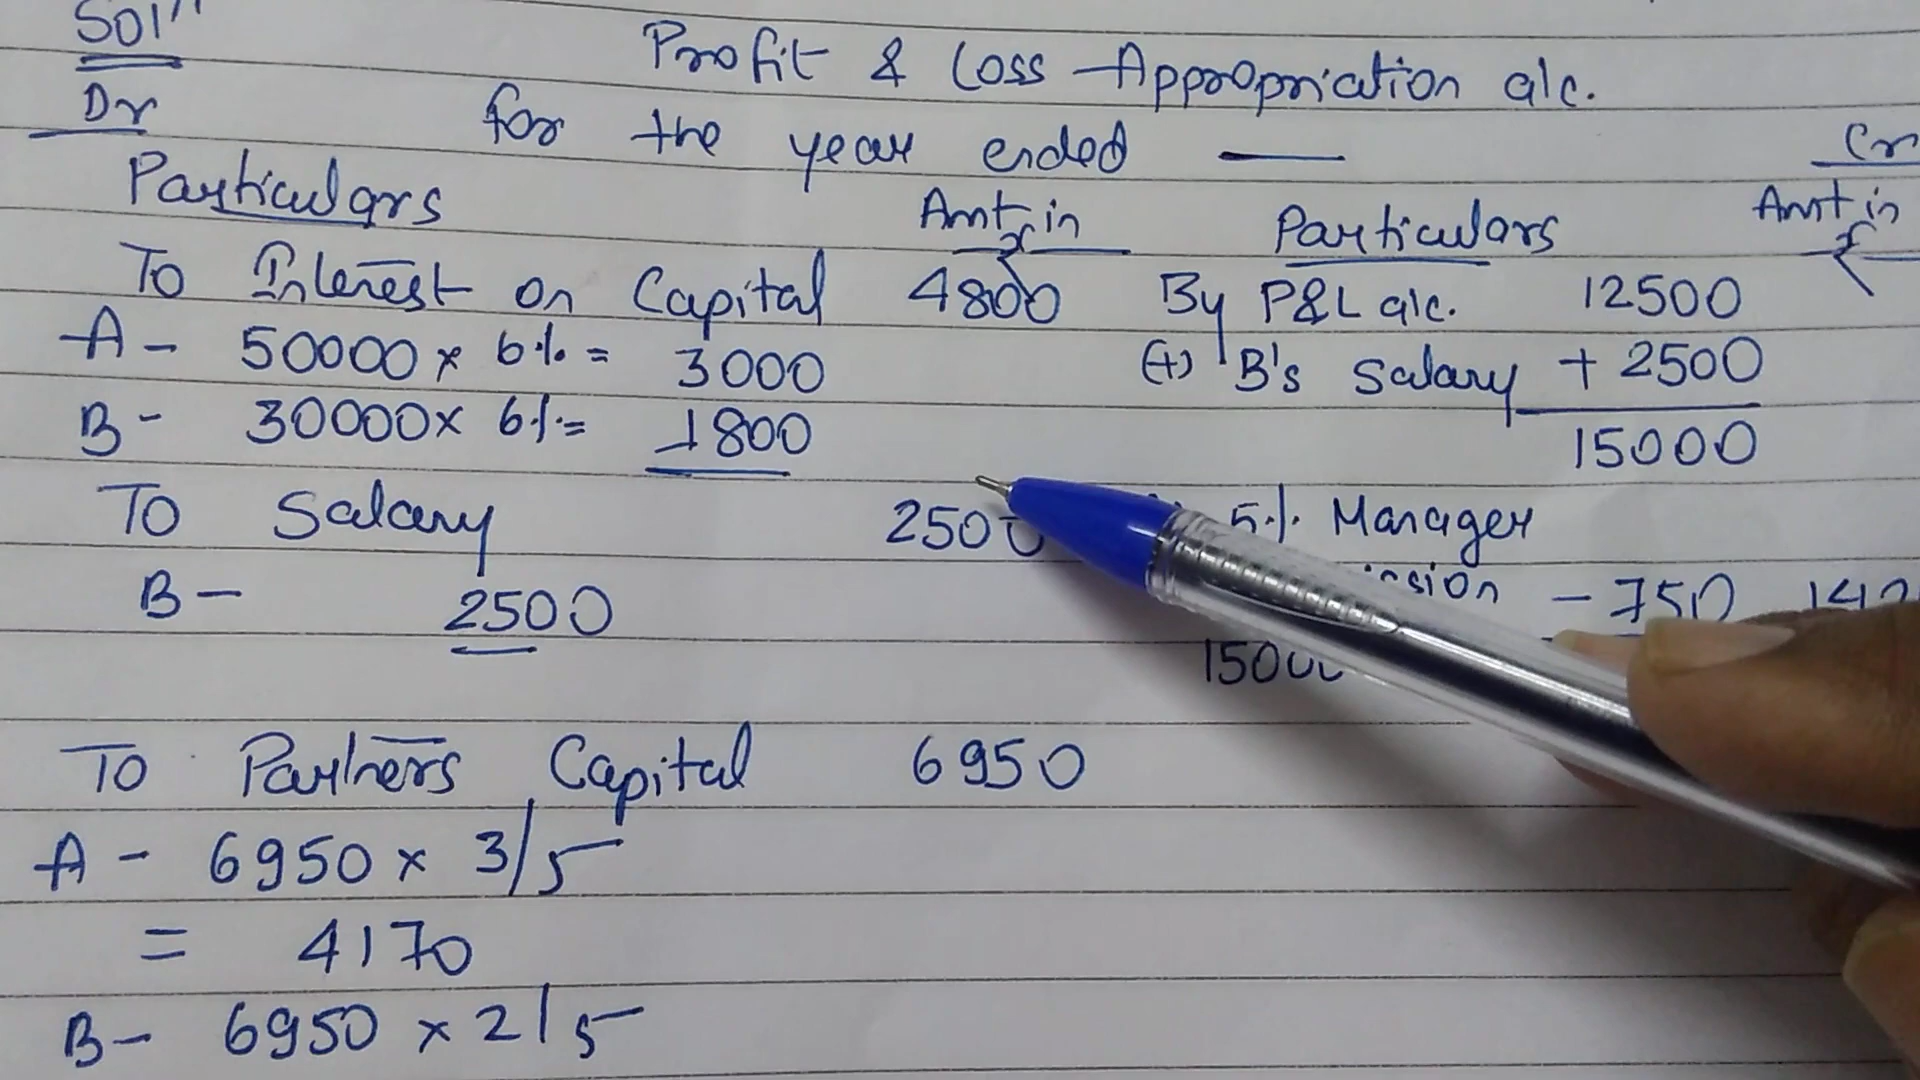 Soln
Profit & Loss Appropriation a/c.
Dr
for the year ended —
Cr
Particulars Amt in ₹ Particulars Amt in ₹
To Interest on Capital 4800 By P&L a/c. 12500
A - 50000 x 6% = 3000 (+) B's Salary + 2500
B - 30000 x 6% = 1800 15000
To Salary 2500 5% Manager
B - 2500 - 750
To Partners Capital 6950
A - 6950 x 3/5
= 4170
B - 6950 x 2/5